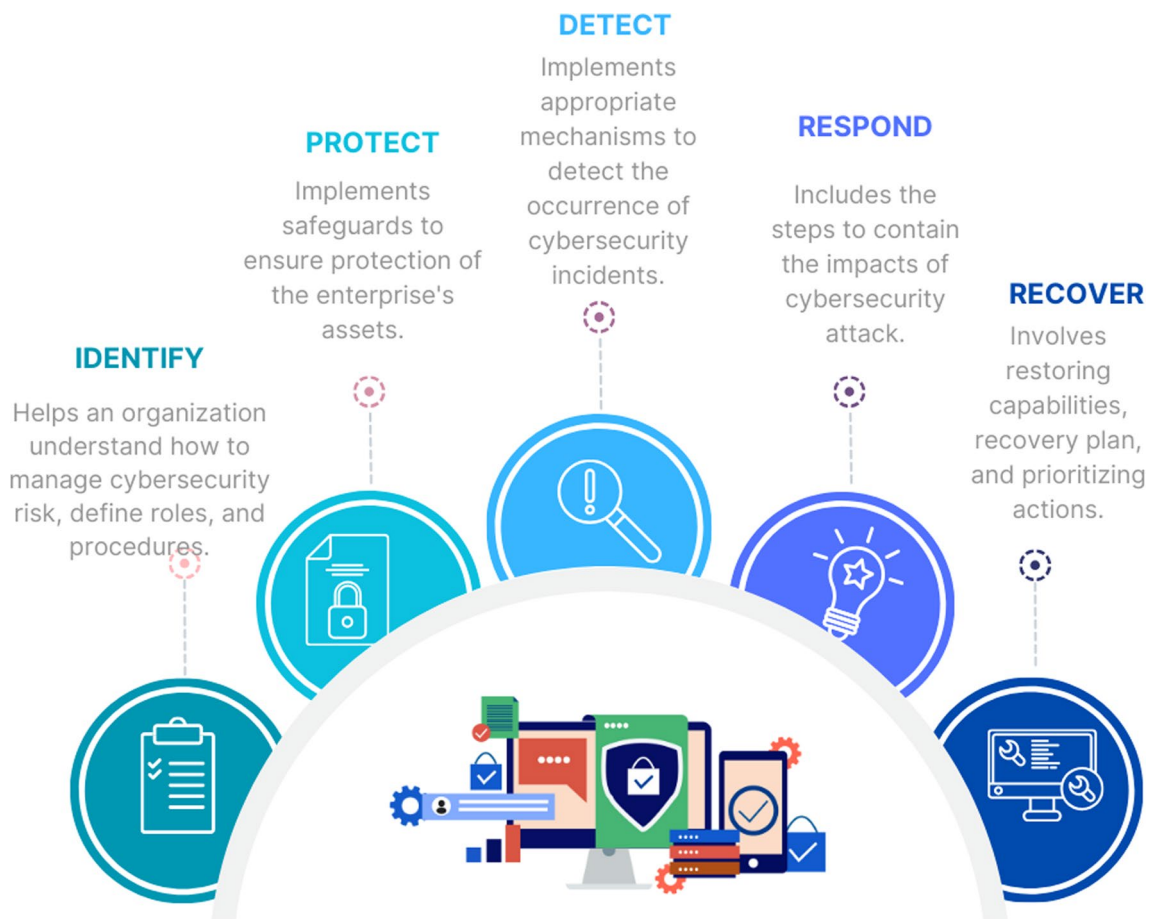 IDENTIFY
Helps an organization
understand how to
manage cybersecurity
risk, define roles, and
procedures.
PROTECT
Implements
safeguards to
ensure protection of
the enterprise's
assets.
DETECT
Implements
appropriate
mechanisms to
detect the
occurrence of
cybersecurity
incidents.
RESPOND
Includes the
steps to contain
the impacts of
cybersecurity
attack.
RECOVER
Involves
restoring
capabilities,
recovery plan,
and prioritizing
actions.